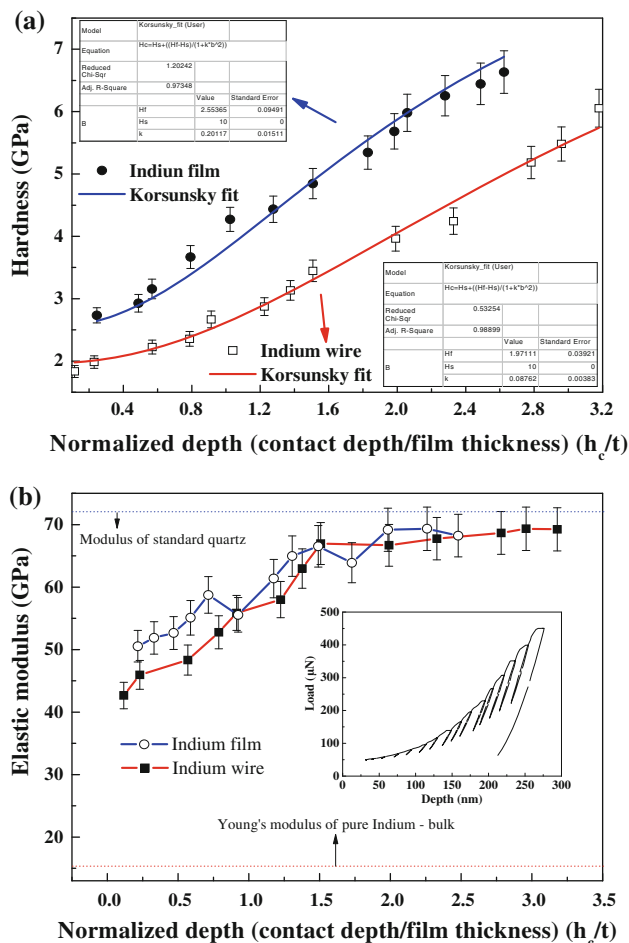 (a)
Model Korsunsky_fit (User)
Equation Hc=Hs+((Hf-Hs)/(1+k*b^2))
Reduced Chi-Sqr 1.20242
Adj. R-Square 0.97348
Value Standard Error
B Hf 2.55365 0.09491
Hs 10 0
k 0.20117 0.01511
7
6
5
4
3
2
Hardness (GPa)
Indiun film
Korsunsky fit
Model Korsunsky_fit (User)
Equation Hc=Hs+((Hf-Hs)/(1+k*b^2))
Reduced Chi-Sqr 0.53254
Adj. R-Square 0.98899
Value Standard Error
B Hf 1.97111 0.03921
Hs 10 0
k 0.08762 0.00383
Indium wire
Korsunsky fit
0.4 0.8 1.2 1.6 2.0 2.4 2.8 3.2
Normalized depth (contact depth/film thickness) (hc/t)
(b)
80
70
60
50
40
30
20
Elastic modulus (GPa)
Modulus of standard quartz
Indium film
Indium wire
500
400
300
200
100
0
Load (µN)
0 50 100 150 200 250 300
Depth (nm)
Young's modulus of pure Indium - bulk
0.0 0.5 1.0 1.5 2.0 2.5 3.0 3.5
Normalized depth (contact depth/film thickness) (hc/t)